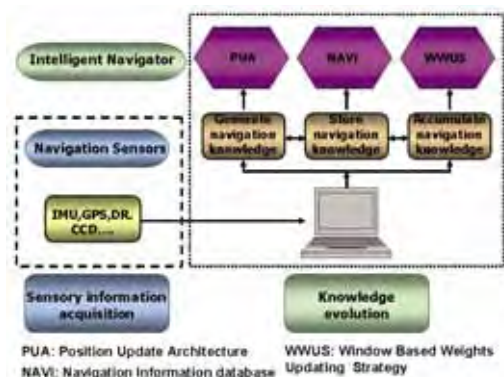 Intelligent Navigator
PUA
NAVI
WWUS
Generate
navigation
knowledge
Store
navigation
knowledge
Accumulate
navigation
knowledge
Navigation Sensors
IMU,GPS,DR.
CCD....
Sensory information
acquisition
Knowledge
evolution
PUA: Position Update Architecture
NAVI: Navigation Information database
WWUS: Window Based Weights
Updating Strategy